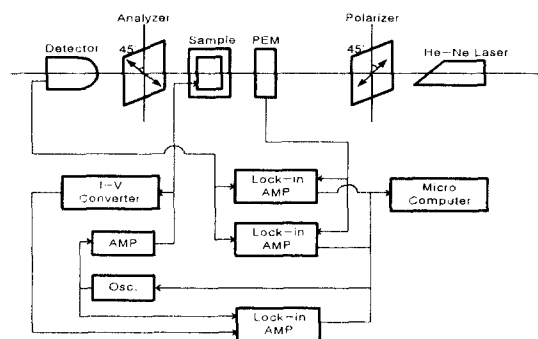 Analyzer
Polarizer
Detector
45°
Sample
PEM
45°
He-Ne Laser
I-V
Converter
Lock-in
AMP
Micro
Computer
AMP
Lock-in
AMP
Osc.
Lock-in
AMP